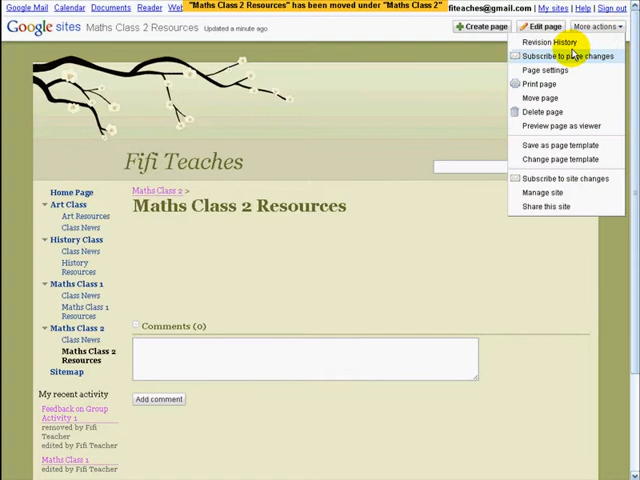 Google Mail Calendar Documents Reader We "Maths Class 2 Resources" has been moved under "Maths Class 2" fiteaches@gmail.com | My sites | Help | Sign out
Google sites Maths Class 2 Resources Updated a minute ago Create page Edit page More actions
Revision History
Subscribe to page changes
Page settings
Print page
Move page
Delete page
Preview page as viewer
Save as page template
Change page template
Subscribe to site changes
Manage site
Share this site
Fifi Teaches
Home Page
Art Class
Art Resources
Class News
History Class
Class News
History
Resources
Maths Class 1
Class News
Maths Class 1
Resources
Maths Class 2
Class News
Maths Class 2
Resources
Sitemap
My recent activity
Feedback on Group
Activity 1
removed by Fifi
Teacher
edited by Fifi Teacher
Maths Class 1
edited by Fifi Teacher
Maths Class 2 >
Maths Class 2 Resources
Comments (0)
Add comment